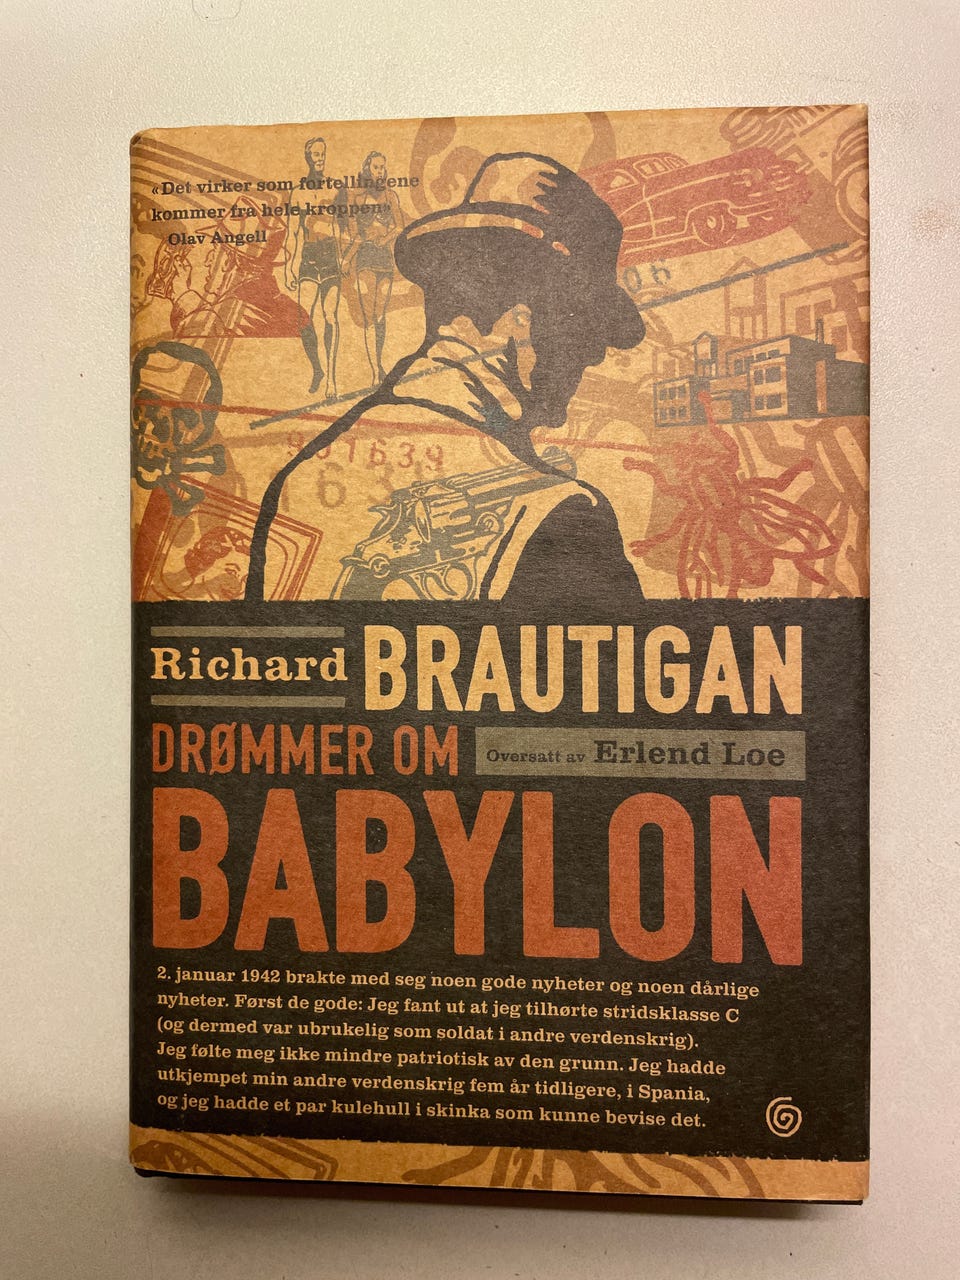 «Det virker som fortellingene
kommer fra hele kroppen»
Olav Angell
06
901639
Richard BRAUTIGAN
DRØMMER OM
Oversatt av Erlend Loe
BABYLON
2. januar 1942 brakte med seg noen gode nyheter og noen dårlige
nyheter. Først de gode: Jeg fant ut at jeg tilhørte stridsklasse C
(og dermed var ubrukelig som soldat i andre verdenskrig).
Jeg følte meg ikke mindre patriotisk av den grunn. Jeg hadde
utkjempet min andre verdenskrig fem år tidligere, i Spania,
og jeg hadde et par kulehull i skinka som kunne bevise det.